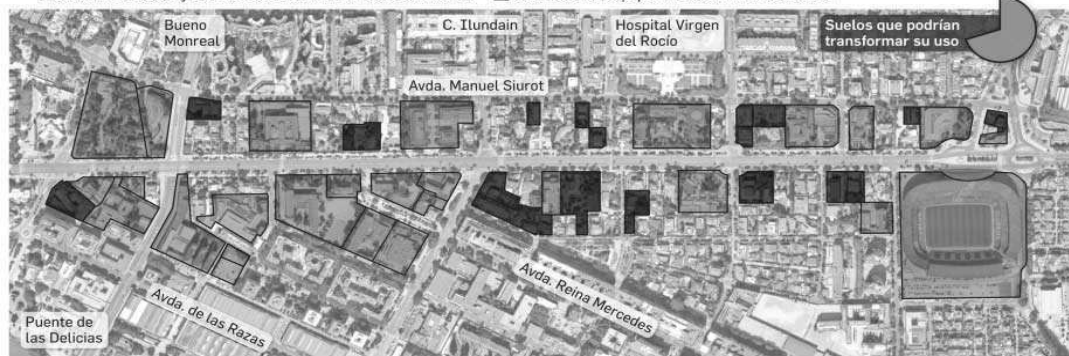 Bueno
Monreal
C. Ilundain
Hospital Virgen
del Rocío
Suelos que podrían
transformar su uso
Avda. Manuel Siurot
Avda. Reina Mercedes
Avda. de las Razas
Puente de
las Delicias